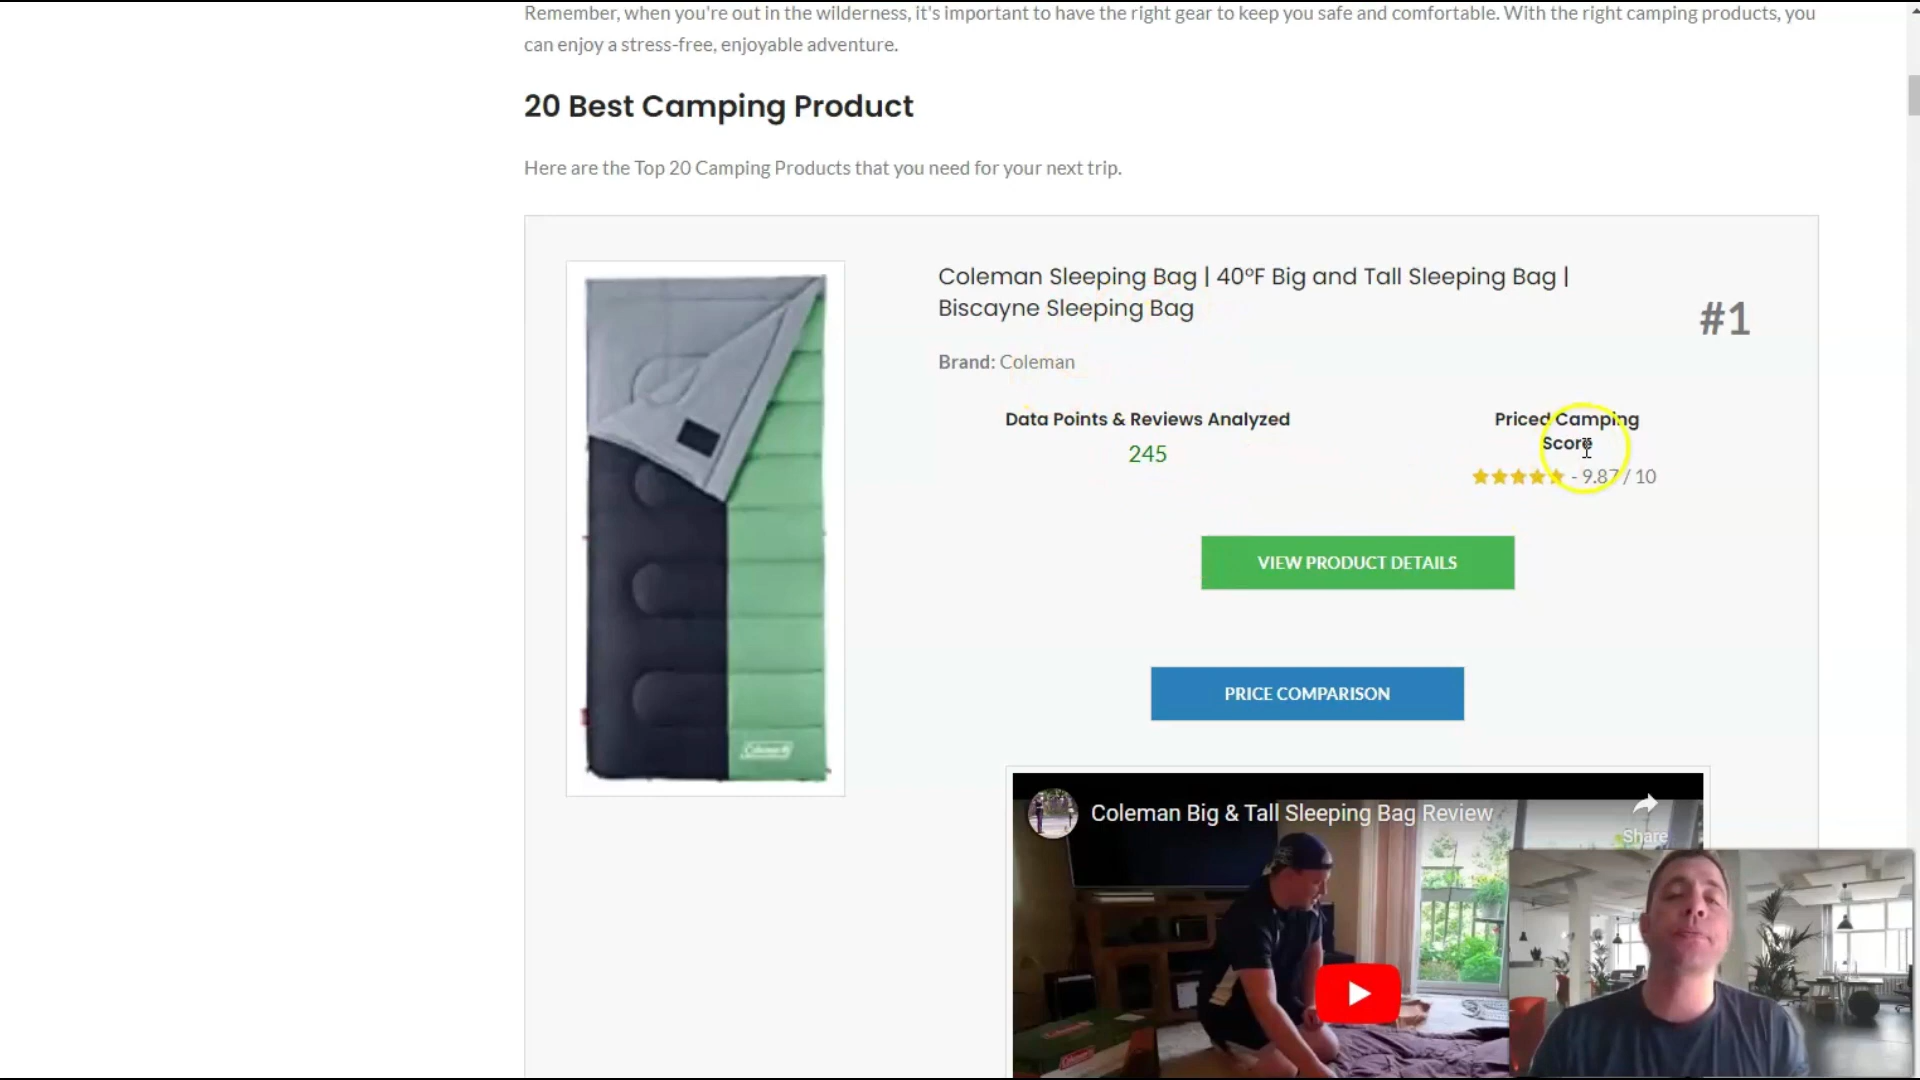 Remember, when you're out in the wilderness, it's important to have the right gear to keep you safe and comfortable. With the right camping products, you
can enjoy a stress-free, enjoyable adventure.
20 Best Camping Product
Here are the Top 20 Camping Products that you need for your next trip.
Coleman Sleeping Bag | 40°F Big and Tall Sleeping Bag |
Biscayne Sleeping Bag
#1
Brand: Coleman
Data Points & Reviews Analyzed
245
Priced Camping
Score
- 9.87 / 10
VIEW PRODUCT DETAILS
PRICE COMPARISON
Coleman
Coleman Big & Tall Sleeping Bag Review
Share